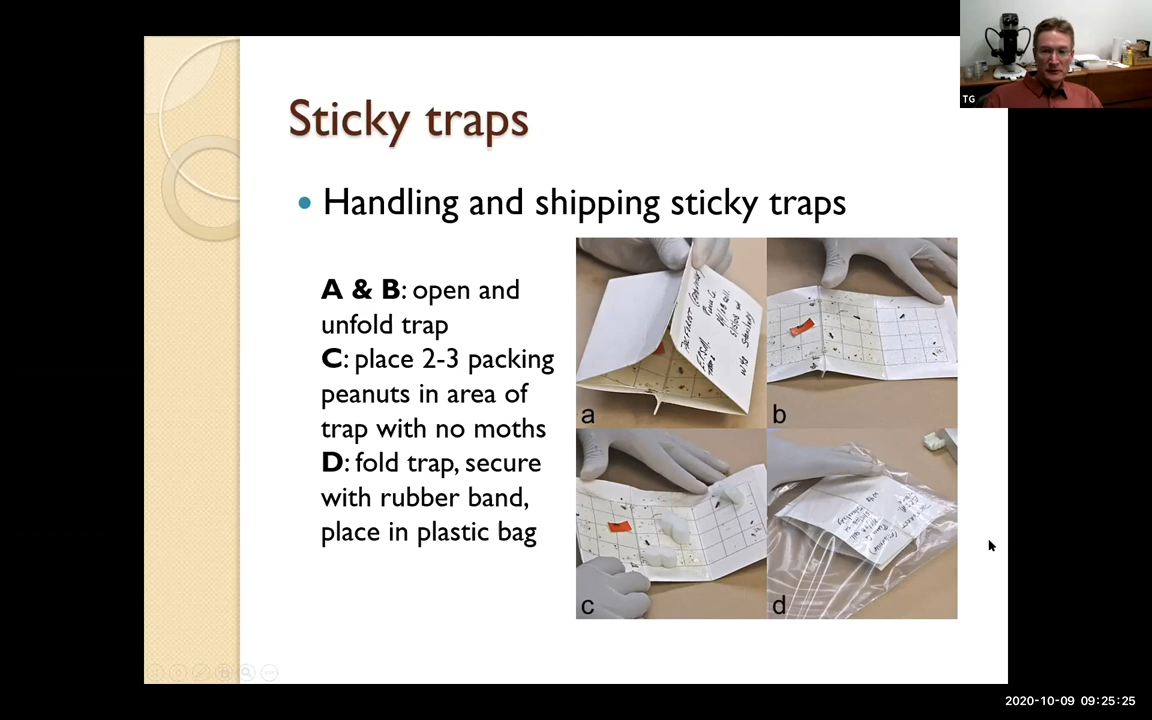 TG
Sticky traps
Handling and shipping sticky traps
A & B: open and
unfold trap
C: place 2-3 packing
peanuts in area of
trap with no moths
D: fold trap, secure
with rubber band,
place in plastic bag
a
b
c
d
2020-10-09 09:25:25